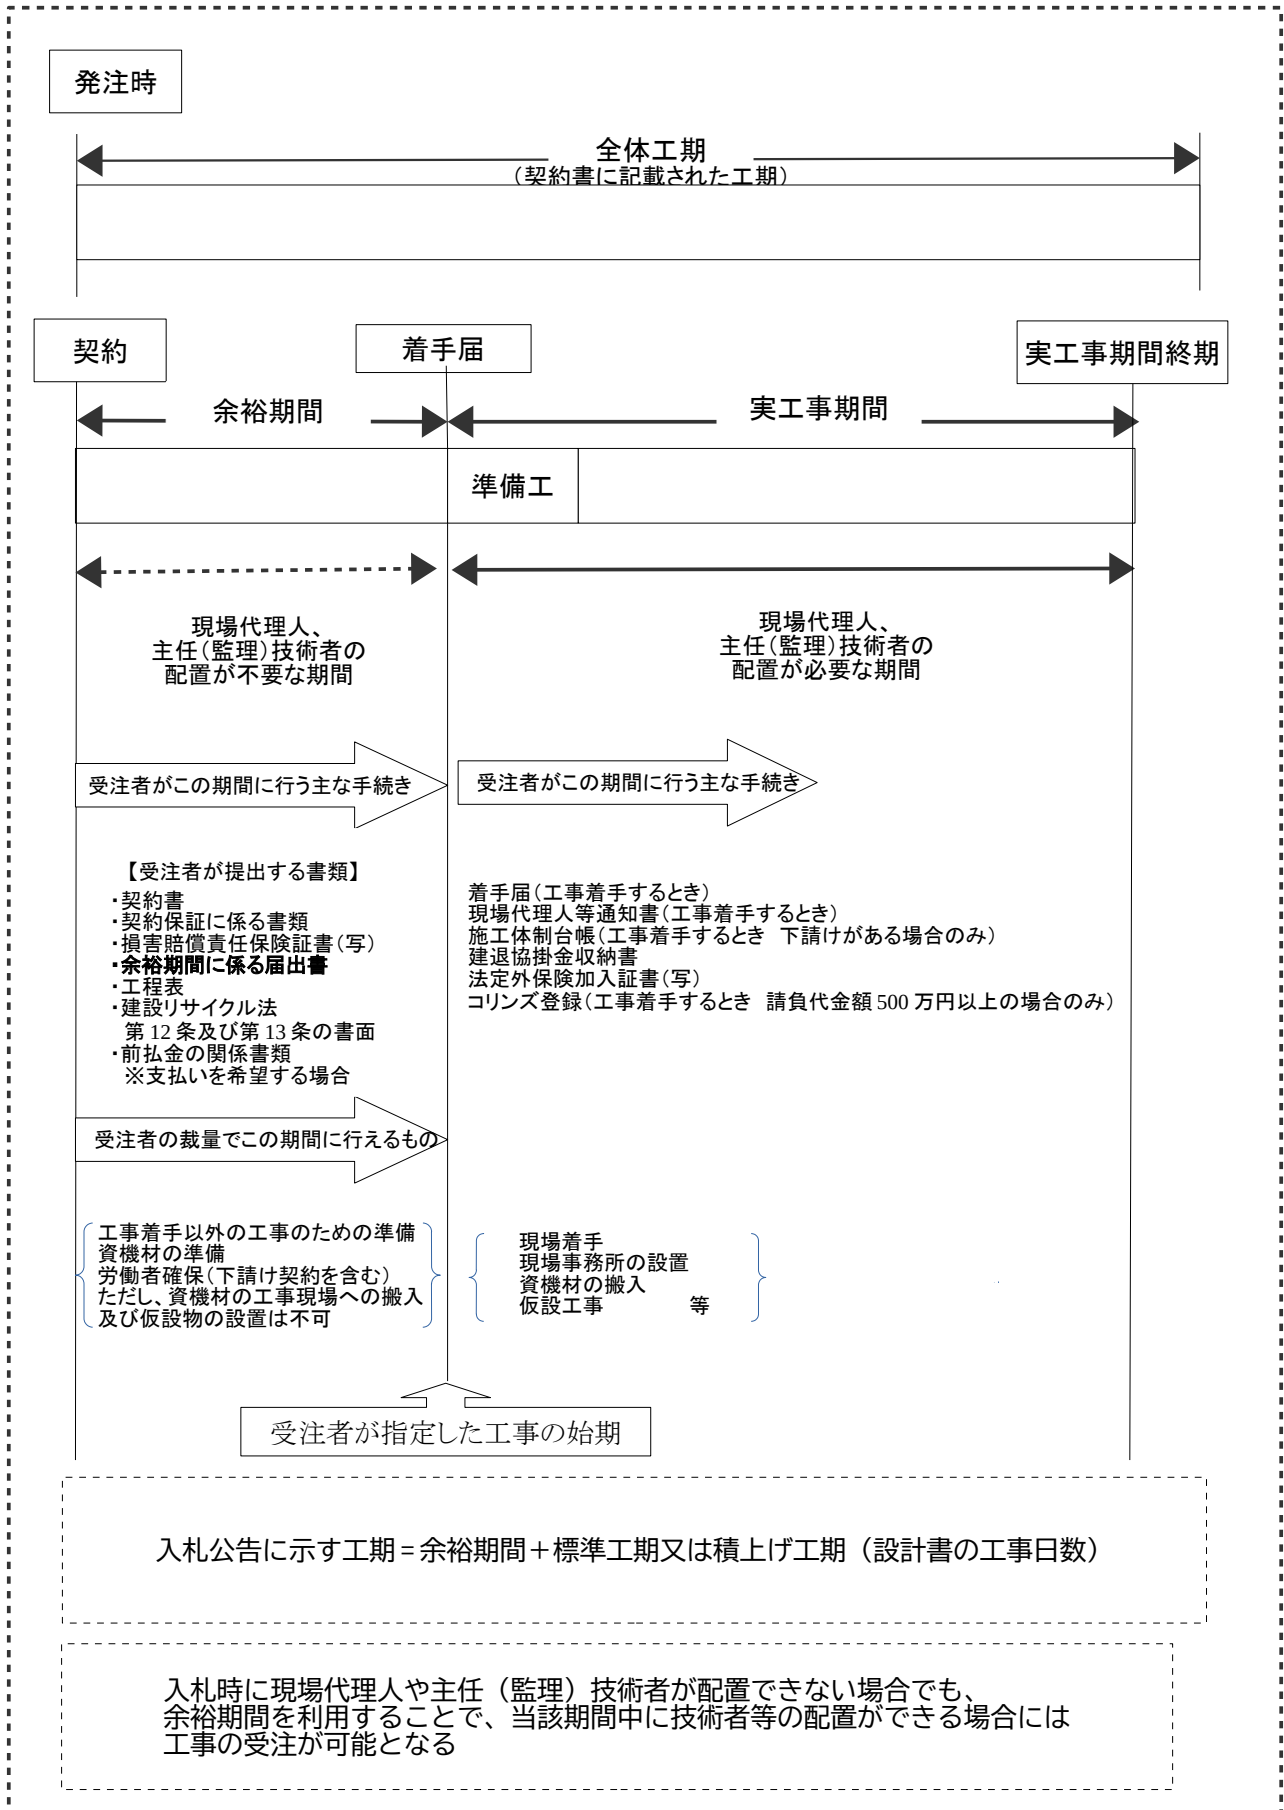 発注時
全体工期
（契約書に記載された工期）
契約
着手届
実工事期間終期
余裕期間
実工事期間
準備工
現場代理人、
主任（監理）技術者の
配置が不要な期間
現場代理人、
主任（監理）技術者の
配置が必要な期間
受注者がこの期間に行う主な手続き
受注者がこの期間に行う主な手続き
【受注者が提出する書類】
・契約書
・契約保証に係る書類
・損害賠償責任保険証書（写）
・余裕期間に係る届出書
・工程表
・建設リサイクル法
第12条及び第13条の書面
・前払金の関係書類
※支払いを希望する場合
着手届（工事着手するとき）
現場代理人等通知書（工事着手するとき）
施工体制台帳（工事着手するとき　下請けがある場合のみ）
建退協掛金収納書
法定外保険加入証書（写）
コリンズ登録（工事着手するとき　請負代金額500万円以上の場合のみ）
受注者の裁量でこの期間に行えるもの
工事着手以外の工事のための準備
資機材の準備
労働者確保（下請け契約を含む）
ただし、資機材の工事現場への搬入
及び仮設物の設置は不可
現場着手
現場事務所の設置
資機材の搬入
仮設工事　　　　等
受注者が指定した工事の始期
入札公告に示す工期＝余裕期間＋標準工期又は積上げ工期（設計書の工事日数）
入札時に現場代理人や主任（監理）技術者が配置できない場合でも、
余裕期間を利用することで、当該期間中に技術者等の配置ができる場合には
工事の受注が可能となる